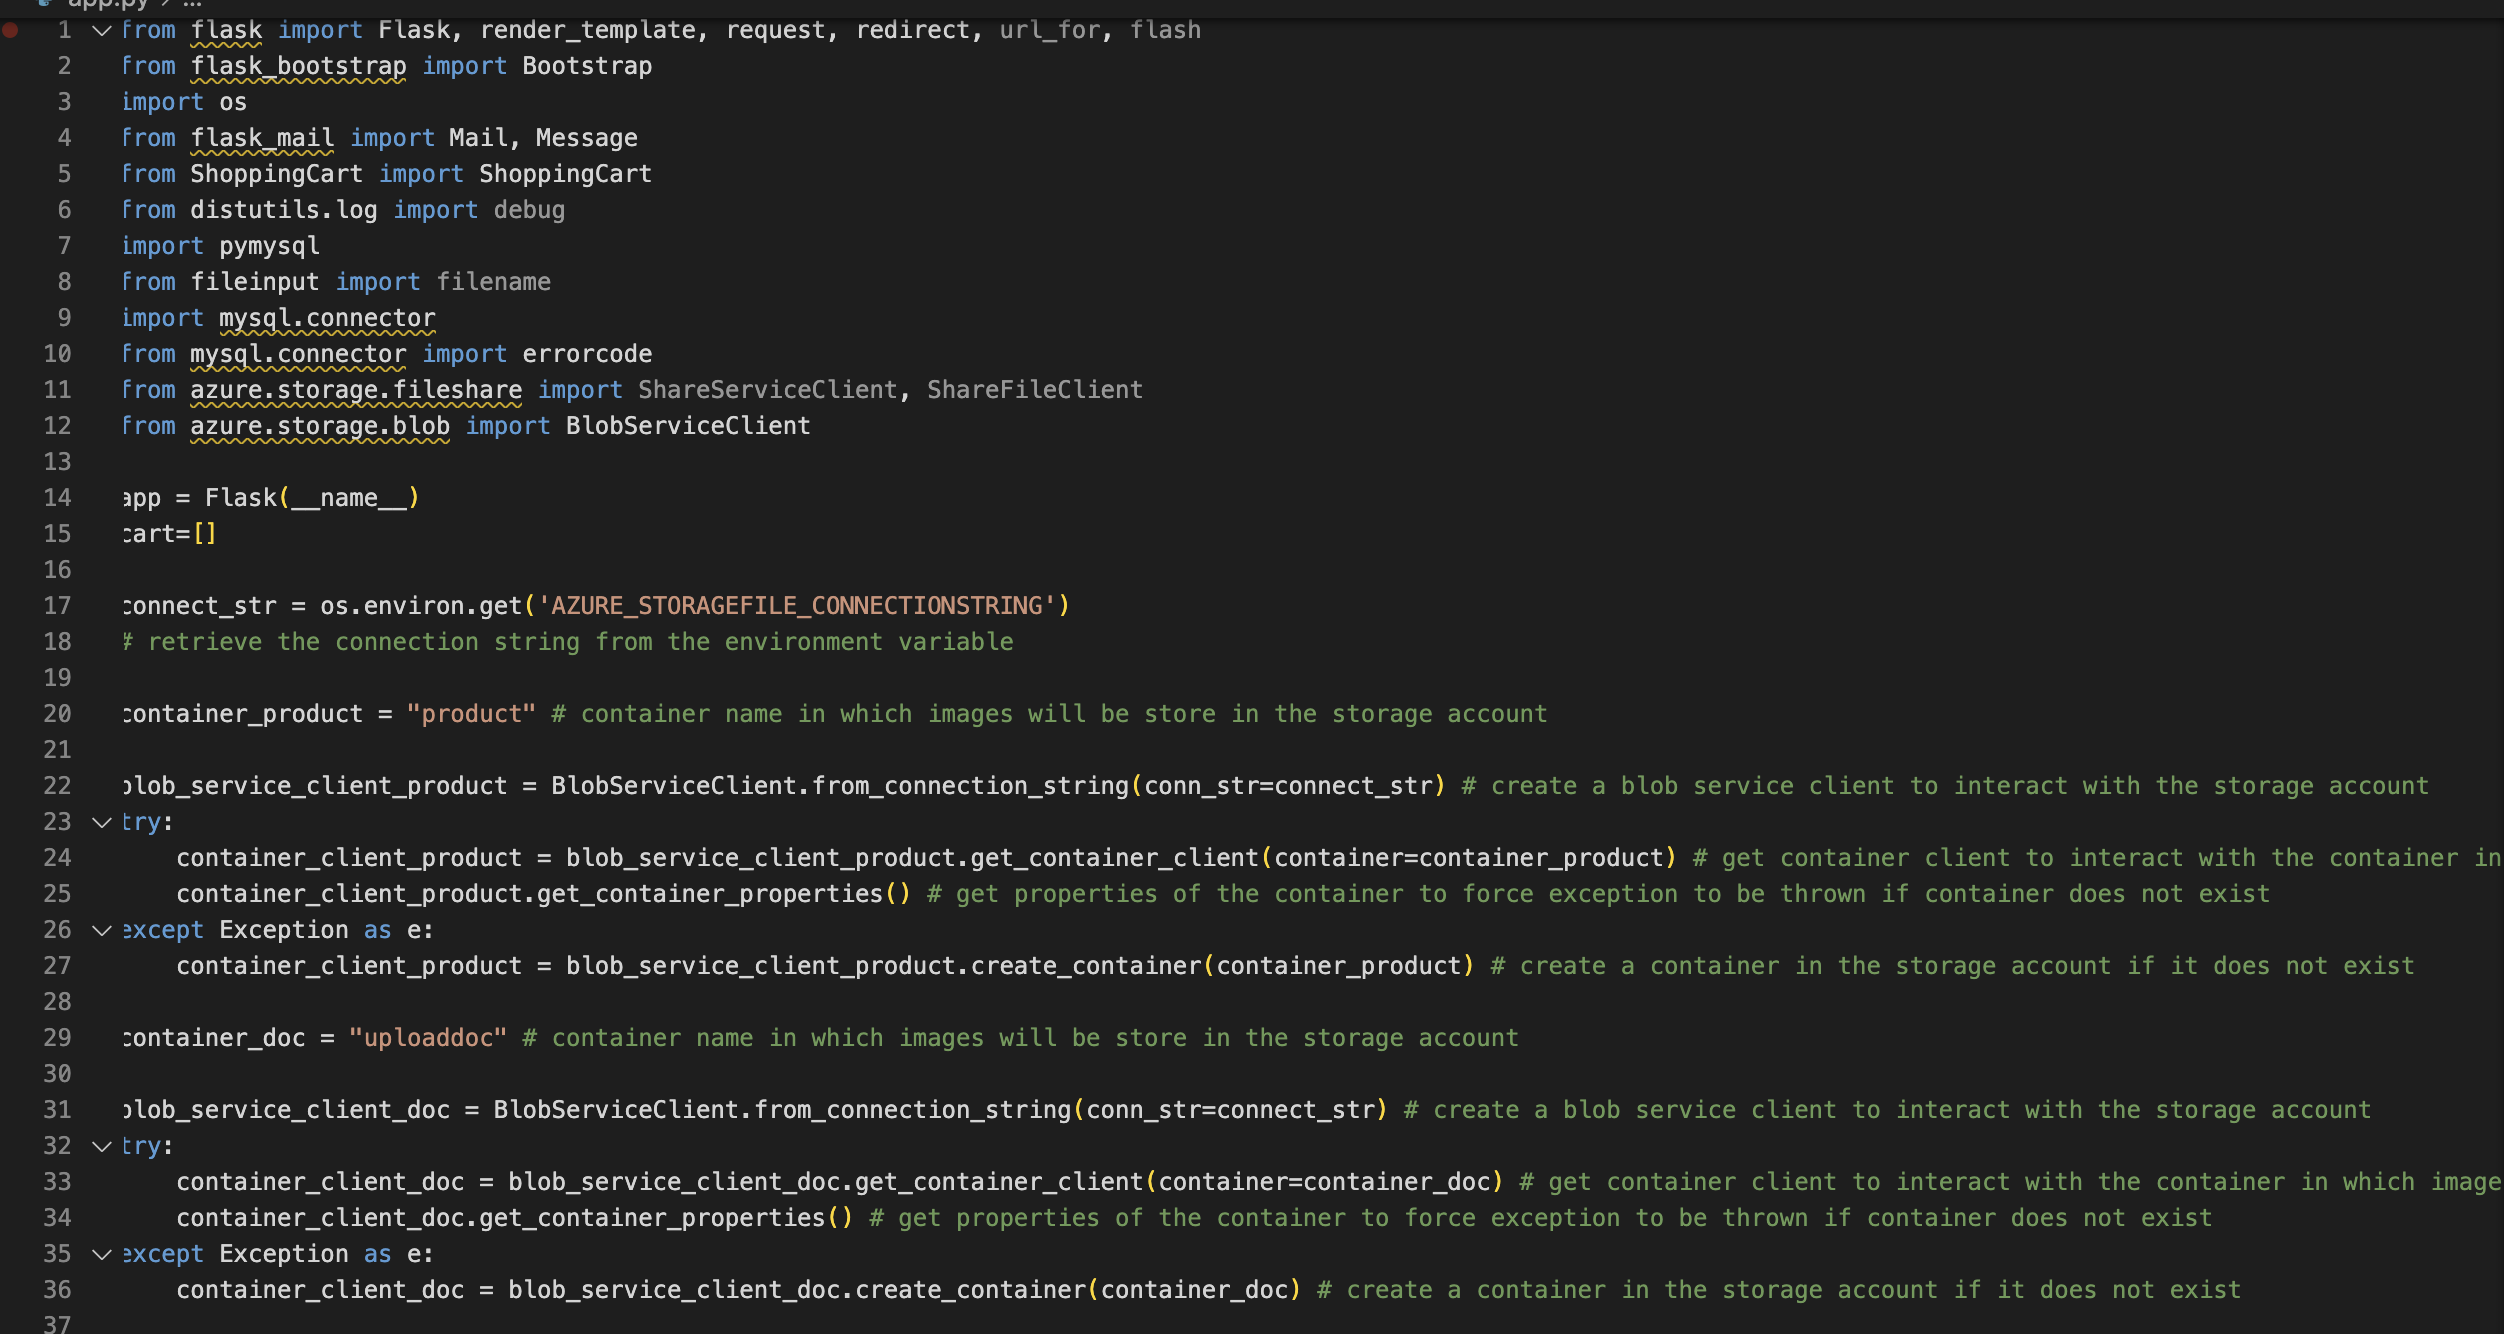 app.py > ...
1 from flask import Flask, render_template, request, redirect, url_for, flash
2 from flask_bootstrap import Bootstrap
3 import os
4 from flask_mail import Mail, Message
5 from ShoppingCart import ShoppingCart
6 from distutils.log import debug
7 import pymysql
8 from fileinput import filename
9 import mysql.connector
10 from mysql.connector import errorcode
11 from azure.storage.fileshare import ShareServiceClient, ShareFileClient
12 from azure.storage.blob import BlobServiceClient
13
14 app = Flask(__name__)
15 cart=[]
16
17 connect_str = os.environ.get('AZURE_STORAGEFILE_CONNECTIONSTRING')
18 # retrieve the connection string from the environment variable
19
20 container_product = "product" # container name in which images will be store in the storage account
21
22 blob_service_client_product = BlobServiceClient.from_connection_string(conn_str=connect_str) # create a blob service client to interact with the storage account
23 try:
24 container_client_product = blob_service_client_product.get_container_client(container=container_product) # get container client to interact with the container in
25 container_client_product.get_container_properties() # get properties of the container to force exception to be thrown if container does not exist
26 except Exception as e:
27 container_client_product = blob_service_client_product.create_container(container_product) # create a container in the storage account if it does not exist
28
29 container_doc = "uploaddoc" # container name in which images will be store in the storage account
30
31 blob_service_client_doc = BlobServiceClient.from_connection_string(conn_str=connect_str) # create a blob service client to interact with the storage account
32 try:
33 container_client_doc = blob_service_client_doc.get_container_client(container=container_doc) # get container client to interact with the container in which image
34 container_client_doc.get_container_properties() # get properties of the container to force exception to be thrown if container does not exist
35 except Exception as e:
36 container_client_doc = blob_service_client_doc.create_container(container_doc) # create a container in the storage account if it does not exist
37